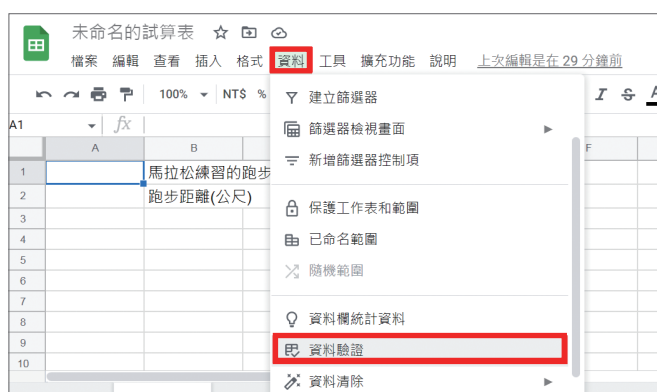 未命名的試算表
檔案 編輯 查看 插入 格式 資料 工具 擴充功能 說明 上次編輯是在 29 分鐘前
100% NT$ % I S A
A1 fx
A B F
1 馬拉松練習的跑步
2 跑步距離(公尺)
3
4
5
6
7
8
9
10
建立篩選器
篩選器檢視畫面
新增篩選器控制項
保護工作表和範圍
已命名範圍
隨機範圍
資料欄統計資料
資料驗證
資料清除